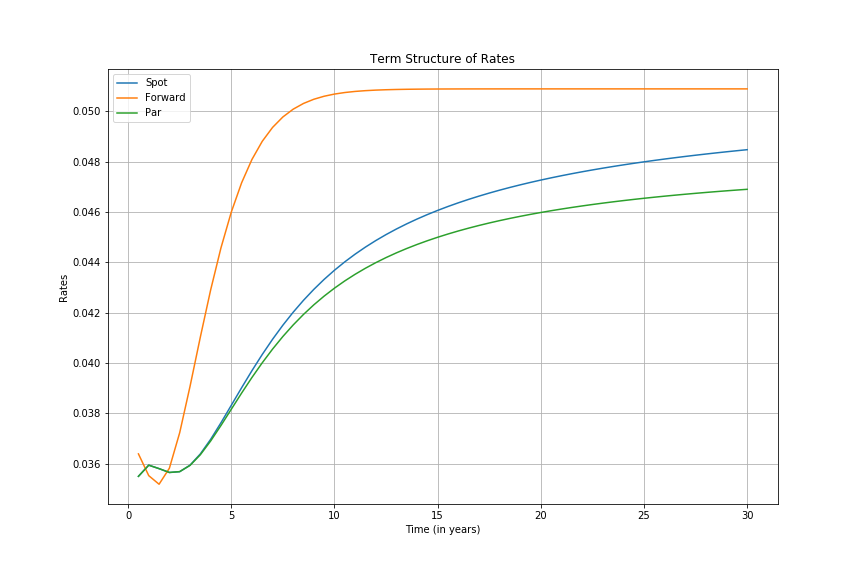 Term Structure of Rates
Spot
Forward
Par
0.050
0.048
0.046
0.044
0.042
0.040
0.038
0.036
Rates
0 5 10 15 20 25 30
Time (in years)